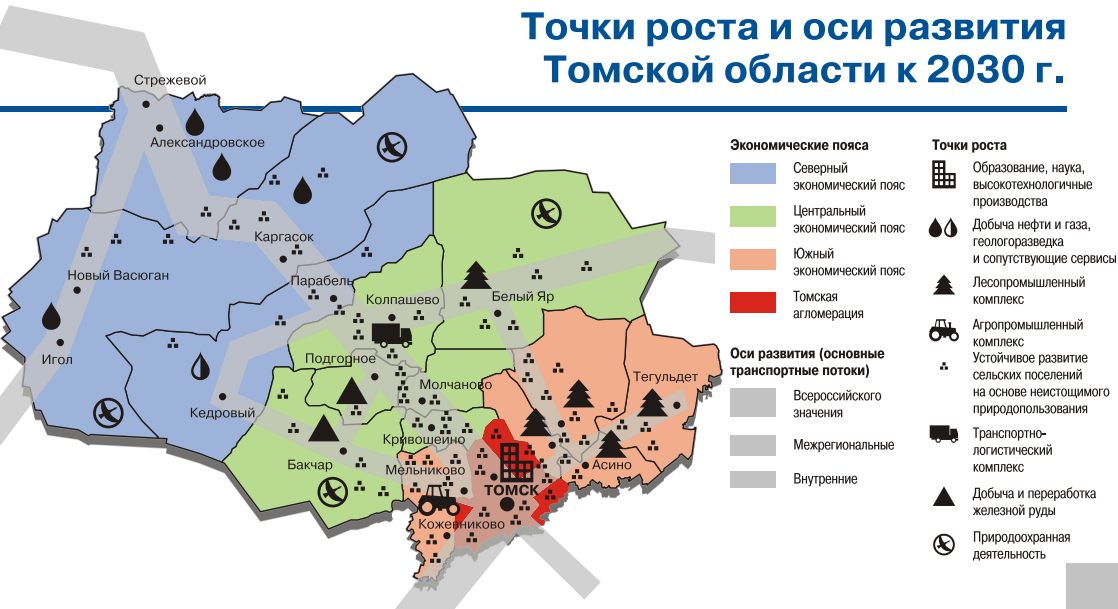 Точки роста и оси развития
Томской области к 2030 г.
Стрежевой
Александровское
Каргасок
Новый Васюган
Парабель
Колпашево
Белый Яр
Игол
Подгорное
Молчаново
Тегульдет
Кедровый
Кривошеино
Бакчар
Мельниково
Асино
ТОМСК
Кожевниково
Экономические пояса
Северный
экономический пояс
Центральный
экономический пояс
Южный
экономический пояс
Томская
агломерация
Оси развития (основные
транспортные потоки)
Всероссийского
значения
Межрегиональные
Внутренние
Точки роста
Образование, наука,
высокотехнологичные
производства
Добыча нефти и газа,
геологоразведка
и сопутствующие сервисы
Лесопромышленный
комплекс
Агропромышленный
комплекс
Устойчивое развитие
сельских поселений
на основе неистощимого
природопользования
Транспортно-
логистический
комплекс
Добыча и переработка
железной руды
Природоохранная
деятельность